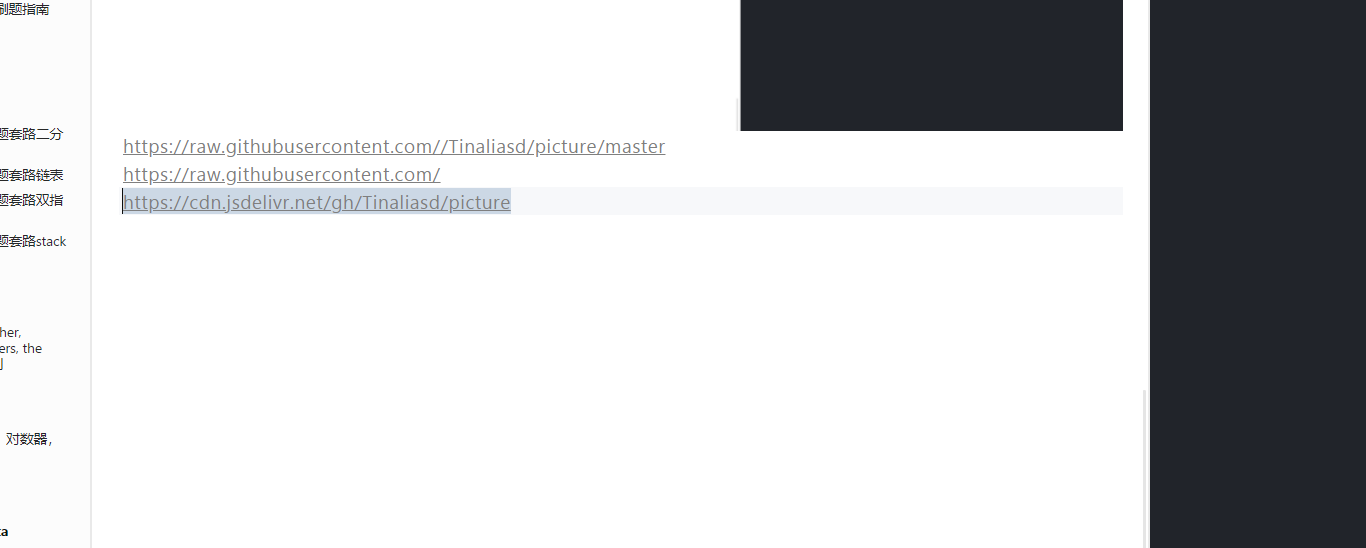 刷题指南
题套路二分
题套路链表
题套路双指
题套路stack
her,
ers, the
对数器，
ta
https://raw.githubusercontent.com//Tinaliasd/picture/master
https://raw.githubusercontent.com/
https://cdn.jsdelivr.net/gh/Tinaliasd/picture